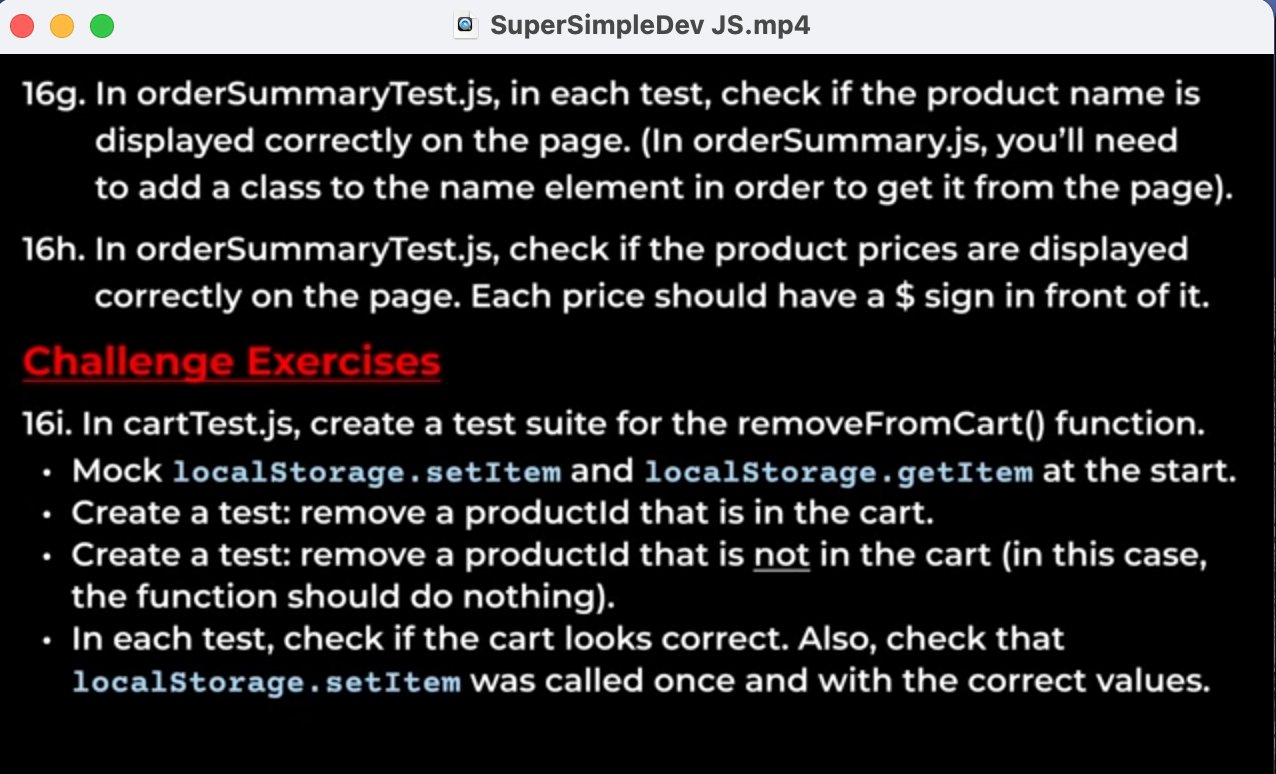 SuperSimpleDev JS.mp4
16g. In orderSummaryTest.js, in each test, check if the product name is
displayed correctly on the page. (In orderSummary.js, you’ll need
to add a class to the name element in order to get it from the page).
16h. In orderSummaryTest.js, check if the product prices are displayed
correctly on the page. Each price should have a $ sign in front of it.
Challenge Exercises
16i. In cartTest.js, create a test suite for the removeFromCart() function.
• Mock localStorage.setItem and localStorage.getItem at the start.
• Create a test: remove a productId that is in the cart.
• Create a test: remove a productId that is not in the cart (in this case,
the function should do nothing).
• In each test, check if the cart looks correct. Also, check that
localStorage.setItem was called once and with the correct values.